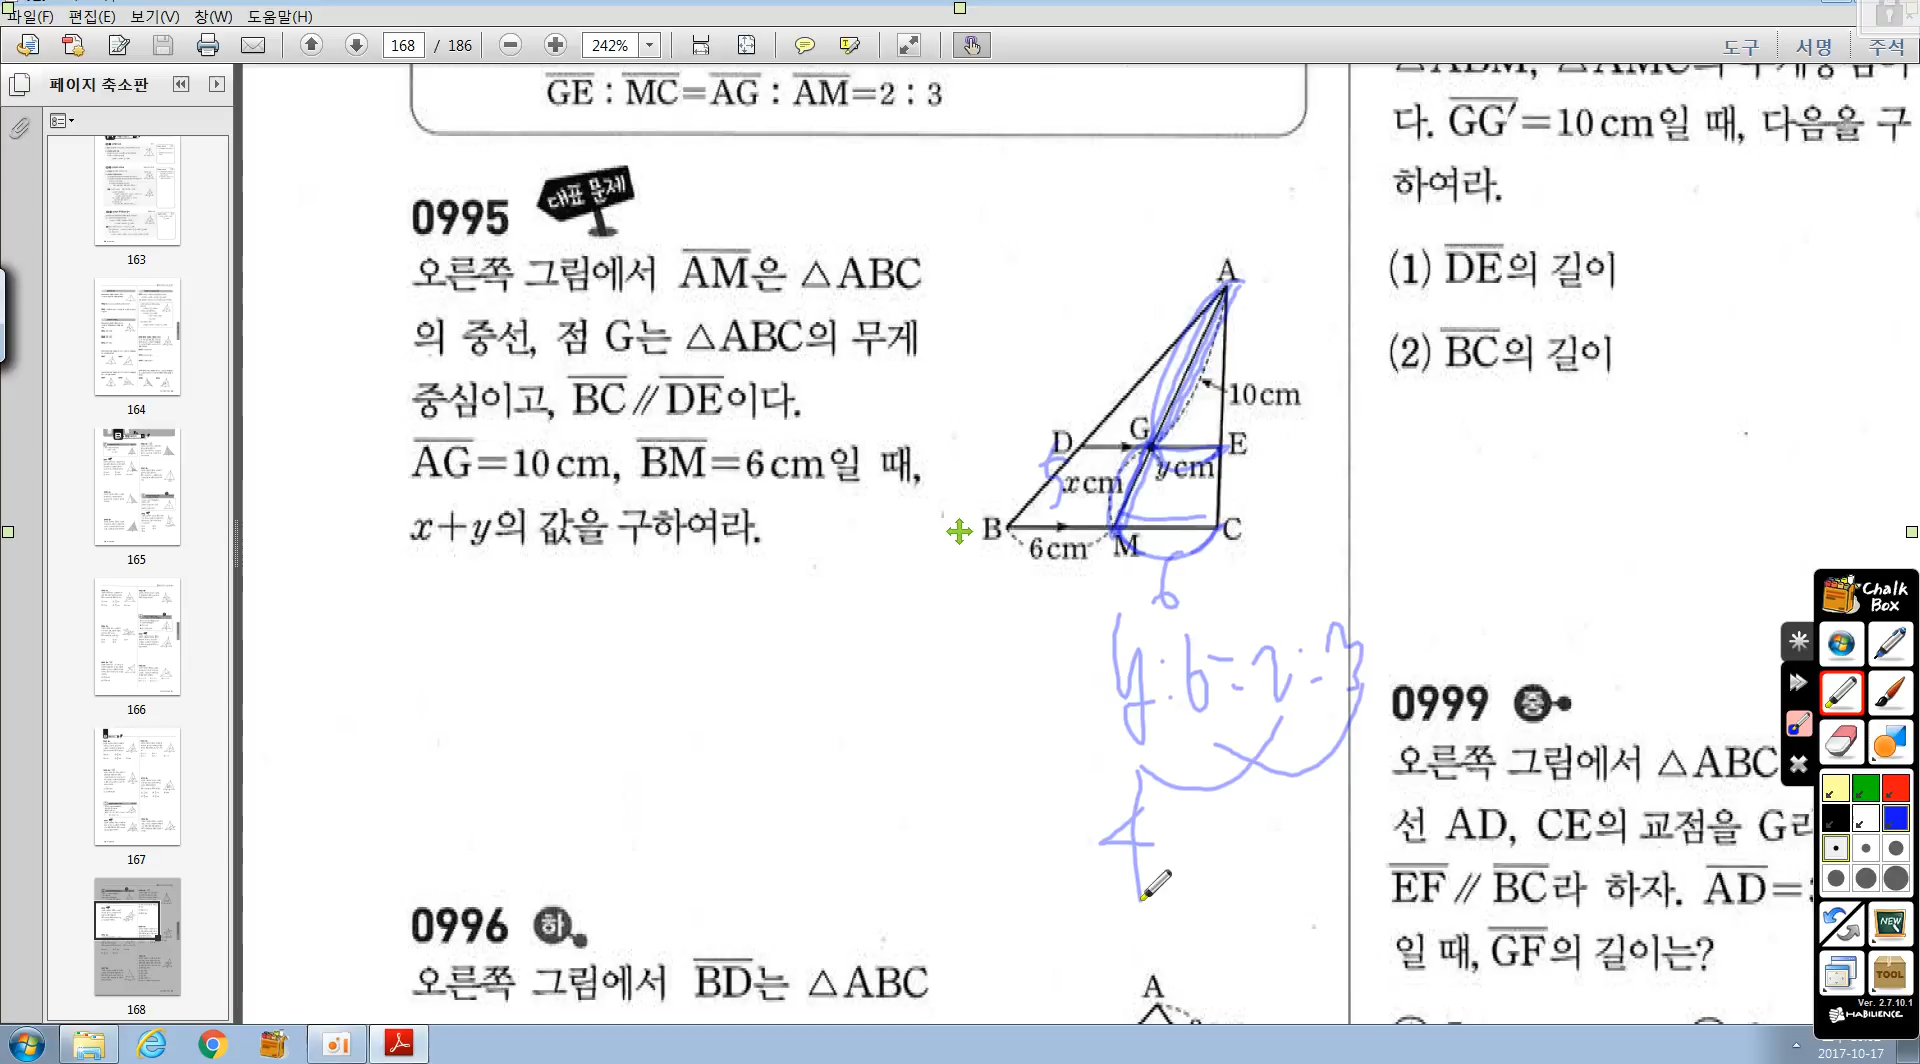 파일(F) 편집(E) 보기(V) 창(W) 도움말(H)
168 / 186 242%
도구 서명 주석
페이지 축소판
163
164
165
166
167
168
GE : MC=AG : AM=2 : 3
0995 대표 문제
오른쪽 그림에서 AM은 △ABC
의 중선, 점 G는 △ABC의 무게
중심이고, BC∥DE이다.
AG=10 cm, BM=6 cm일 때,
x+y의 값을 구하여라.
A
10 cm
D G E
5 x cm y cm
B 6 cm M C
6
y : 6 = 2 : 3
4
0996 하
오른쪽 그림에서 BD는 △ABC
A
다. GG′=10 cm일 때, 다음을 구
하여라.
(1) DE의 길이
(2) BC의 길이
0999 중
오른쪽 그림에서 △ABC
선 AD, CE의 교점을 G라
EF∥BC라 하자. AD=
일 때, GF의 길이는?
Chalk Box
NEW
TOOL
Ver. 2.7.10.1
HABILIENCE
2017-10-17